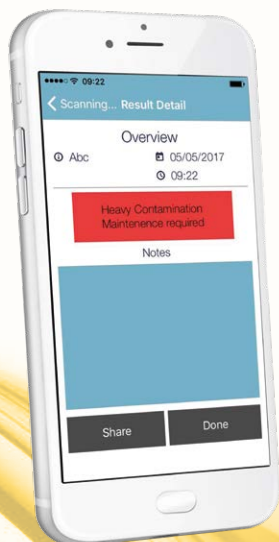 09:22
Scanning... Result Detail
Overview
Abc 05/05/2017
09:22
Heavy Contamination
Maintenence required
Notes
Share Done